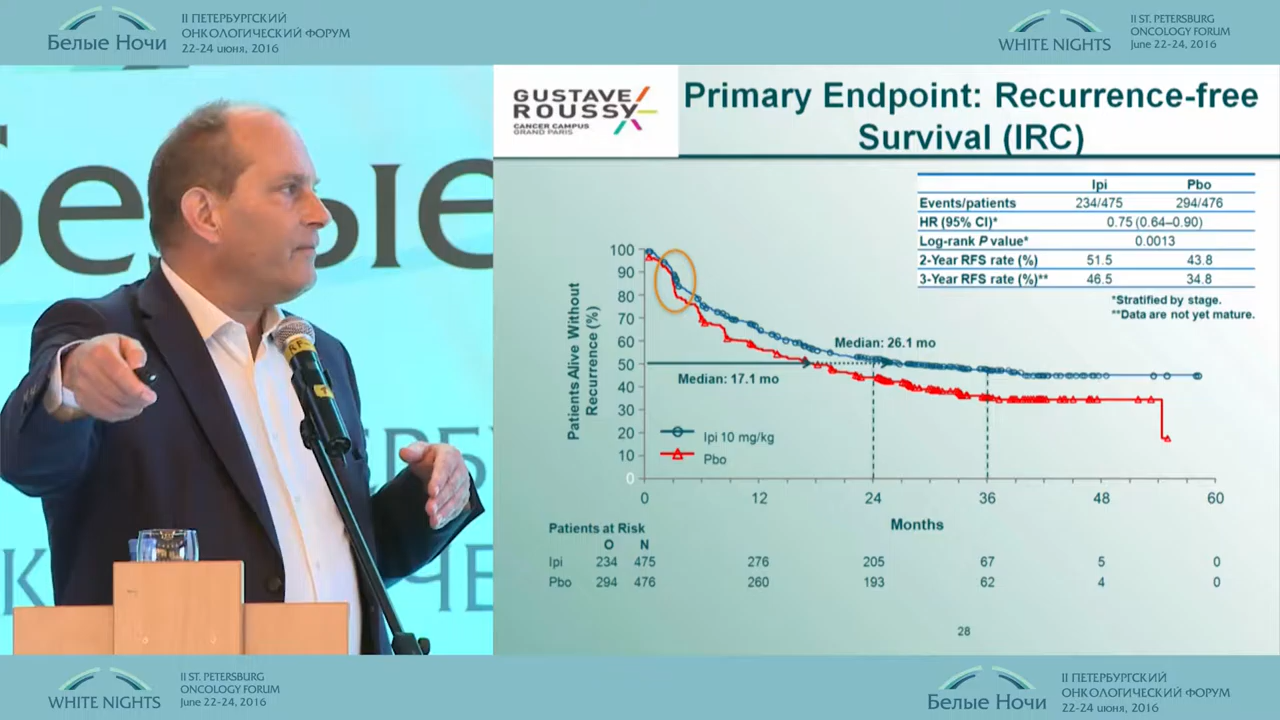 Белые Ночи
II ПЕТЕРБУРГСКИЙ
ОНКОЛОГИЧЕСКИЙ ФОРУМ
22-24 июня, 2016
WHITE NIGHTS
II ST. PETERSBURG
ONCOLOGY FORUM
June 22-24, 2016
GUSTAVE
ROUSSY
CANCER CAMPUS
GRAND PARIS
Primary Endpoint: Recurrence-free
Survival (IRC)
Ipi Pbo
Events/patients 234/475 294/476
HR (95% CI)* 0.75 (0.64–0.90)
Log-rank P value* 0.0013
2-Year RFS rate (%) 51.5 43.8
3-Year RFS rate (%)** 46.5 34.8
*Stratified by stage.
**Data are not yet mature.
Patients Alive Without
Recurrence (%)
100
90
80
70
60
50
40
30
20
10
0
Median: 26.1 mo
Median: 17.1 mo
Ipi 10 mg/kg
Pbo
0 12 24 36 48 60
Months
Patients at Risk
O N
Ipi 234 475 276 205 67 5 0
Pbo 294 476 260 193 62 4 0
28
WHITE NIGHTS
II ST. PETERSBURG
ONCOLOGY FORUM
June 22-24, 2016
Белые Ночи
II ПЕТЕРБУРГСКИЙ
ОНКОЛОГИЧЕСКИЙ ФОРУМ
22-24 июня, 2016